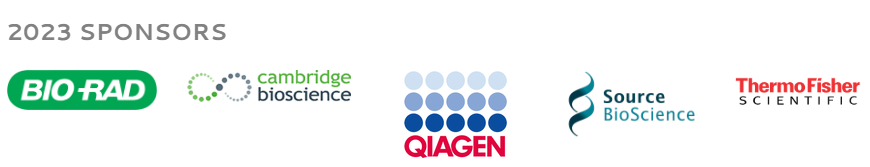 2023 SPONSORS
BIO-RAD
cambridge
bioscience
QIAGEN
Source
BioScience
ThermoFisher
SCIENTIFIC